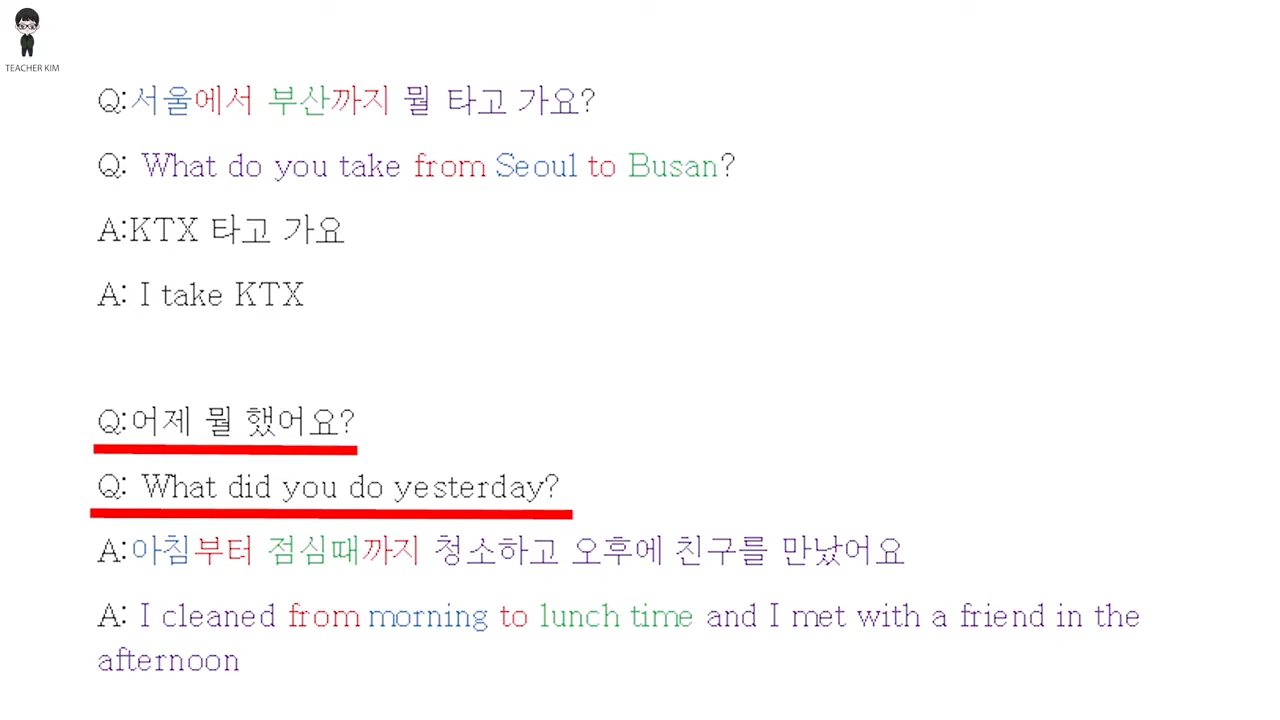 TEACHER KIM
Q:서울에서 부산까지 뭘 타고 가요?
Q: What do you take from Seoul to Busan?
A:KTX 타고 가요
A: I take KTX
Q:어제 뭘 했어요?
Q: What did you do yesterday?
A:아침부터 점심때까지 청소하고 오후에 친구를 만났어요
A: I cleaned from morning to lunch time and I met with a friend in the
afternoon